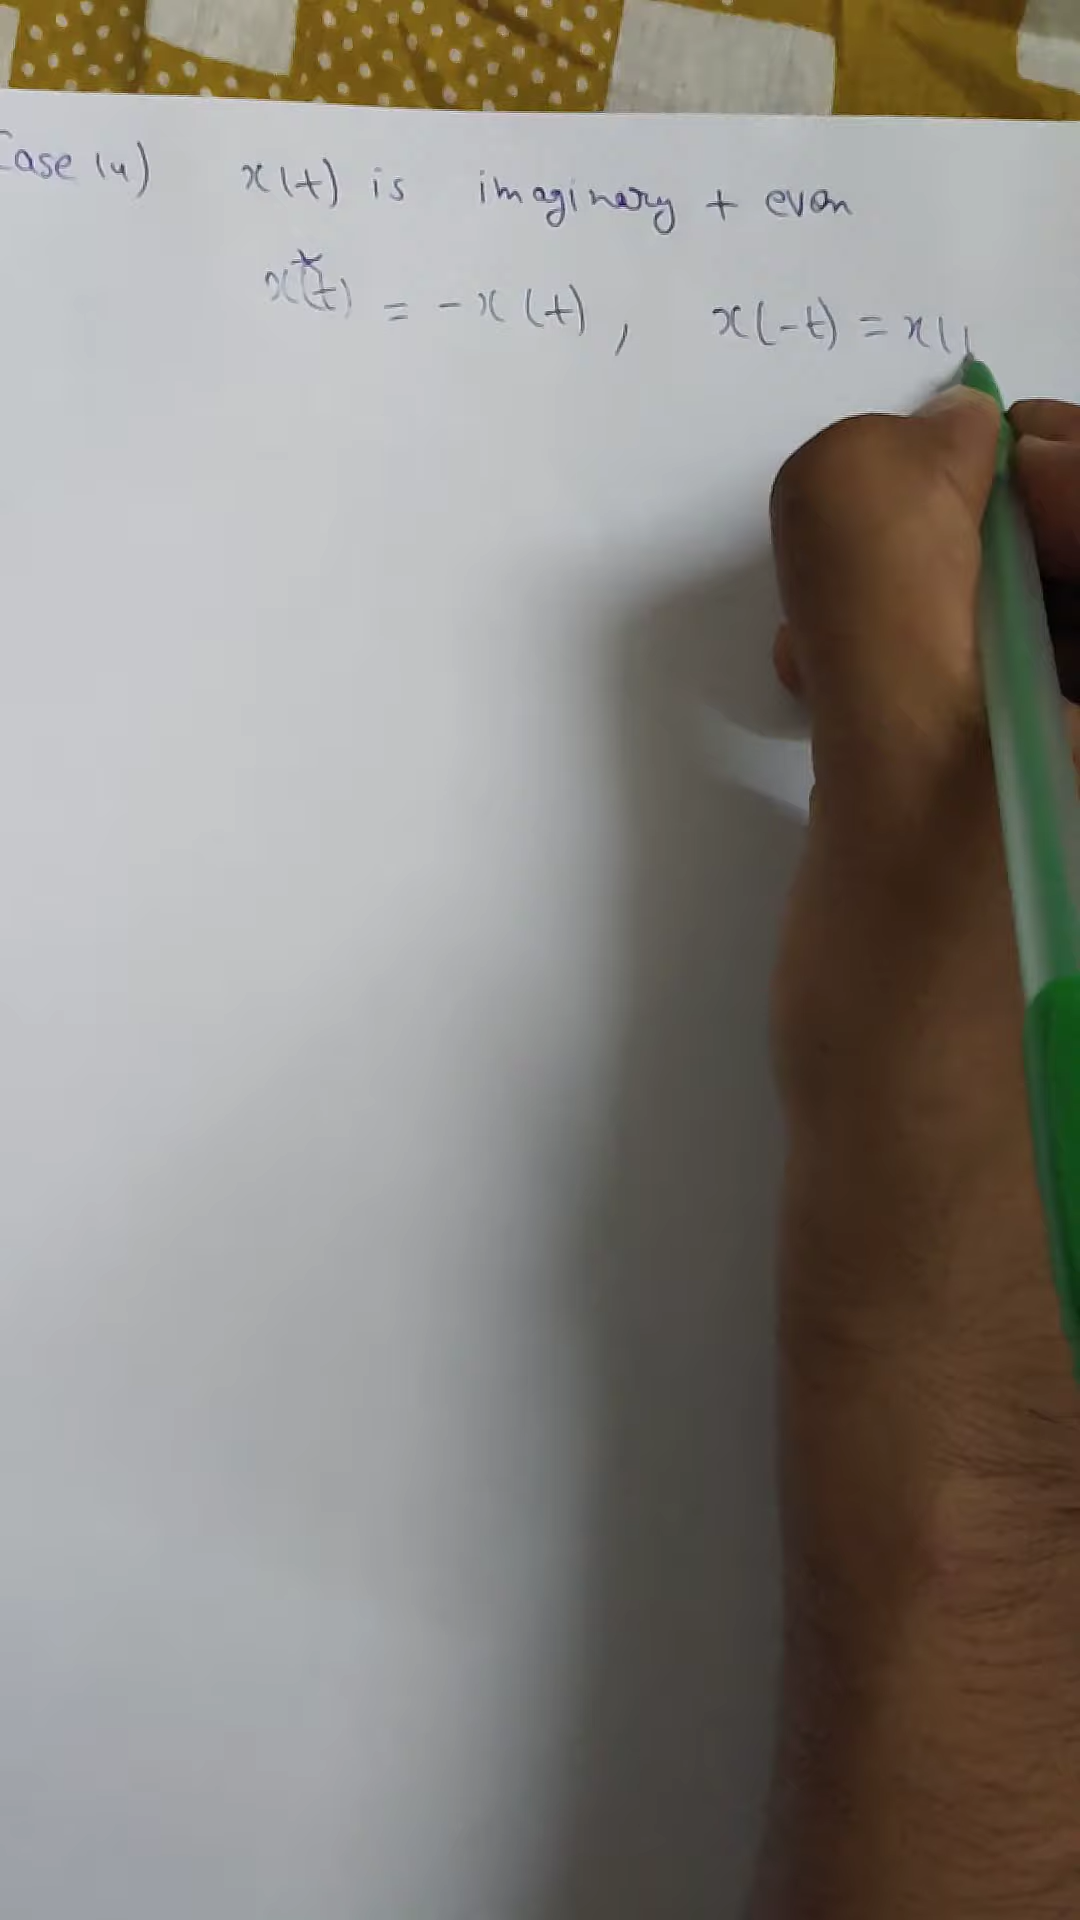 Case (4) x(t) is imaginary + even
x*(t) = -x(t), x(-t) = x(